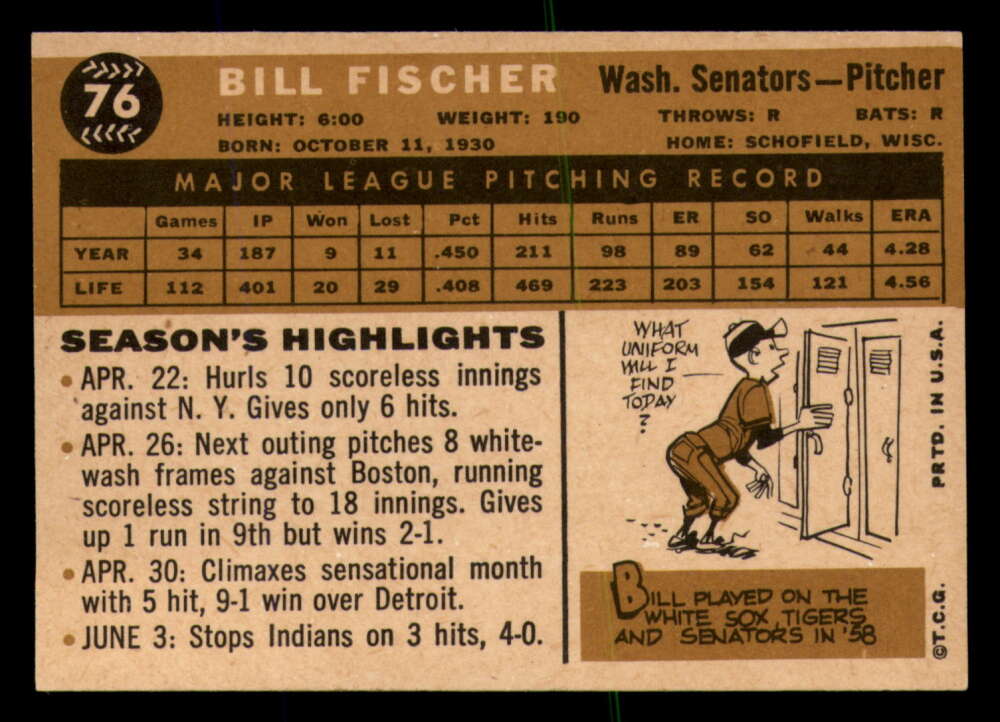 76
BILL FISCHER
Wash. Senators—Pitcher
HEIGHT: 6:00 WEIGHT: 190 THROWS: R BATS: R
BORN: OCTOBER 11, 1930 HOME: SCHOFIELD, WISC.
MAJOR LEAGUE PITCHING RECORD
Games IP Won Lost Pct Hits Runs ER SO Walks ERA
YEAR 34 187 9 11 .450 211 98 89 62 44 4.28
LIFE 112 401 20 29 .408 469 223 203 154 121 4.56
SEASON'S HIGHLIGHTS
• APR. 22: Hurls 10 scoreless innings
against N. Y. Gives only 6 hits.
• APR. 26: Next outing pitches 8 white-
wash frames against Boston, running
scoreless string to 18 innings. Gives
up 1 run in 9th but wins 2-1.
• APR. 30: Climaxes sensational month
with 5 hit, 9-1 win over Detroit.
• JUNE 3: Stops Indians on 3 hits, 4-0.
WHAT
UNIFORM
WILL I
FIND
TODAY
?
BILL PLAYED ON THE
WHITE SOX, TIGERS
AND SENATORS IN '58
PRTD. IN U.S.A.
©T.C.G.